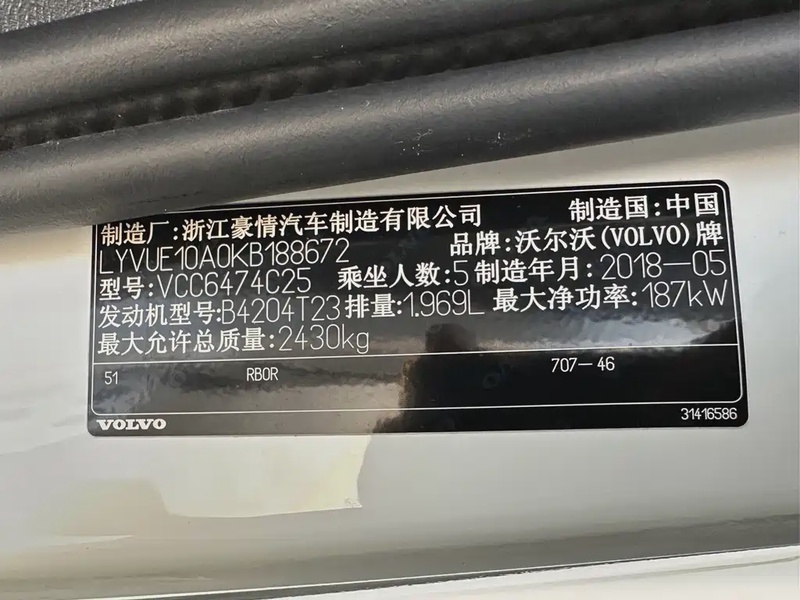 制造厂:浙江豪情汽车制造有限公司 制造国:中国
LYVUE10A0KB188672 品牌:沃尔沃(VOLVO)牌
型号:VCC6474C25 乘坐人数:5 制造年月:2018-05
发动机型号:B4204T23 排量:1.969L 最大净功率:187kW
最大允许总质量:2430kg
51 RB0R 707-46
VOLVO 31416586